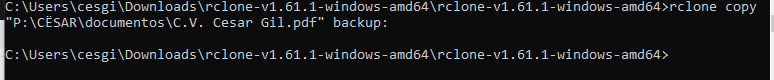 C:\Users\cesgi\Downloads\rclone-v1.61.1-windows-amd64\rclone-v1.61.1-windows-amd64>rclone copy
"P:\CËSAR\documentos\C.V. Cesar Gil.pdf" backup:
C:\Users\cesgi\Downloads\rclone-v1.61.1-windows-amd64\rclone-v1.61.1-windows-amd64>